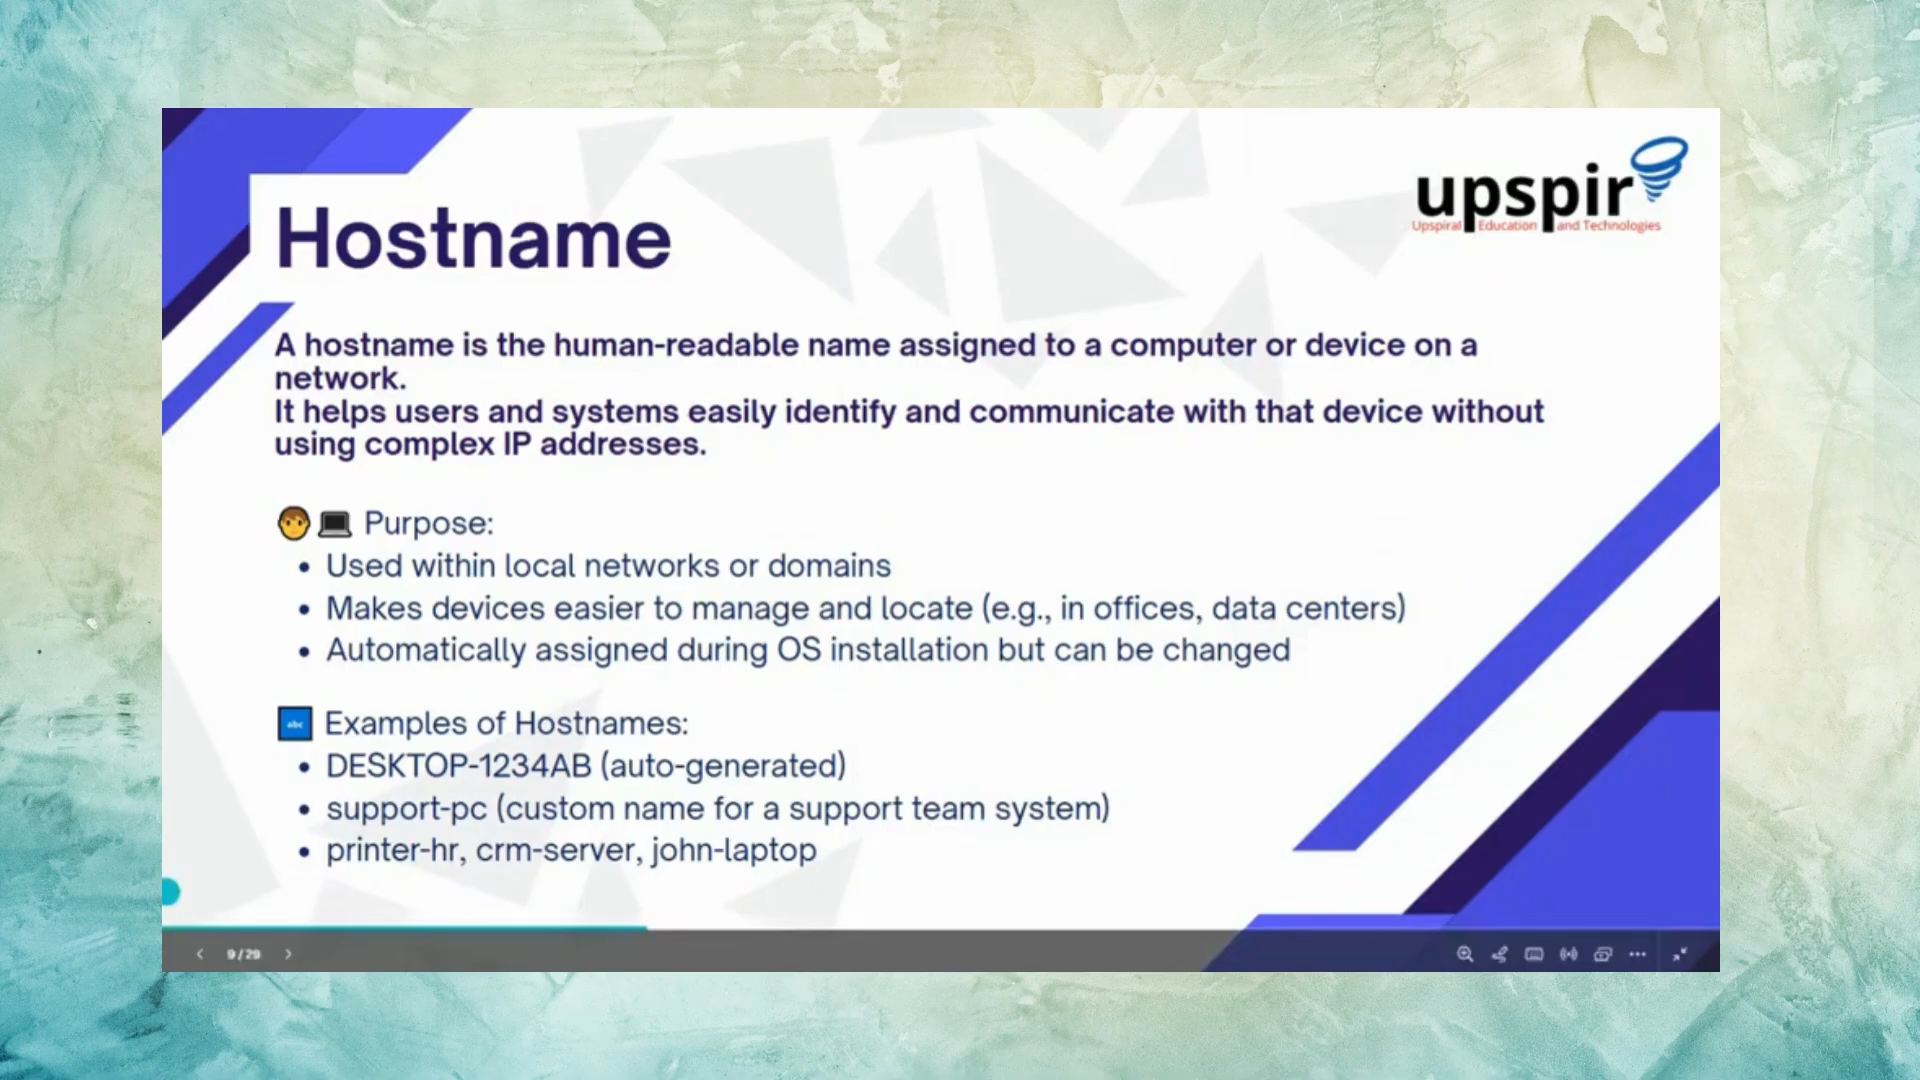 upspir
Upspiral Education and Technologies
Hostname
A hostname is the human-readable name assigned to a computer or device on a
network.
It helps users and systems easily identify and communicate with that device without
using complex IP addresses.
Purpose:
• Used within local networks or domains
• Makes devices easier to manage and locate (e.g., in offices, data centers)
• Automatically assigned during OS installation but can be changed
abc Examples of Hostnames:
• DESKTOP-1234AB (auto-generated)
• support-pc (custom name for a support team system)
• printer-hr, crm-server, john-laptop
9/29